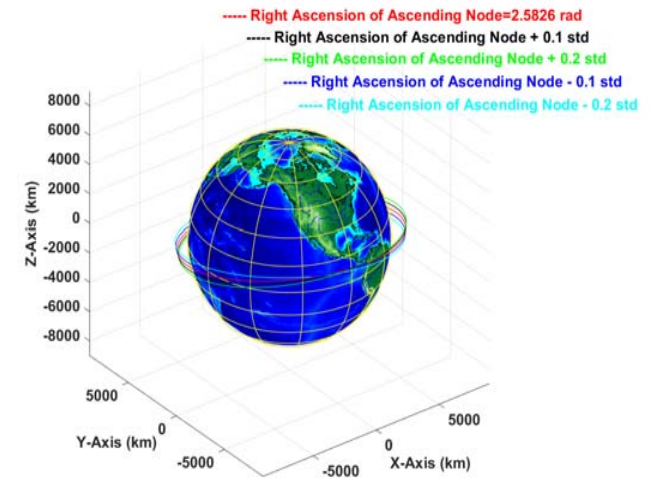 ----- Right Ascension of Ascending Node=2.5826 rad
----- Right Ascension of Ascending Node + 0.1 std
----- Right Ascension of Ascending Node + 0.2 std
----- Right Ascension of Ascending Node - 0.1 std
----- Right Ascension of Ascending Node - 0.2 std
8000
6000
4000
2000
0
-2000
-4000
-6000
-8000
Z-Axis (km)
5000
0
-5000
Y-Axis (km)
5000
0
-5000
X-Axis (km)